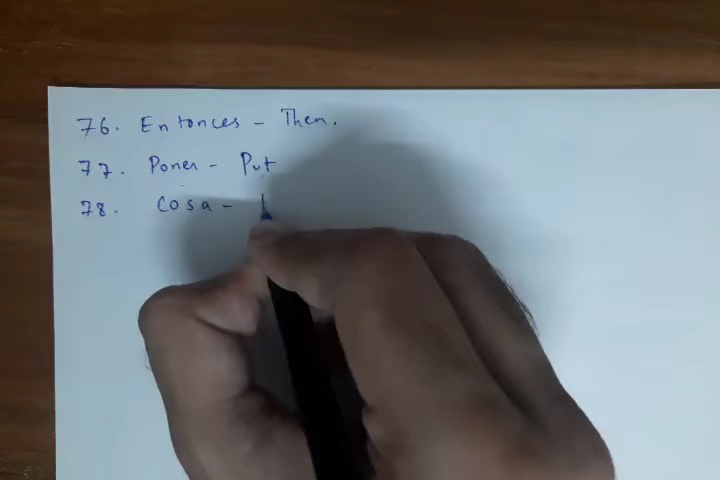 76. Entonces - Then.
77. Poner - Put
78. Cosa -